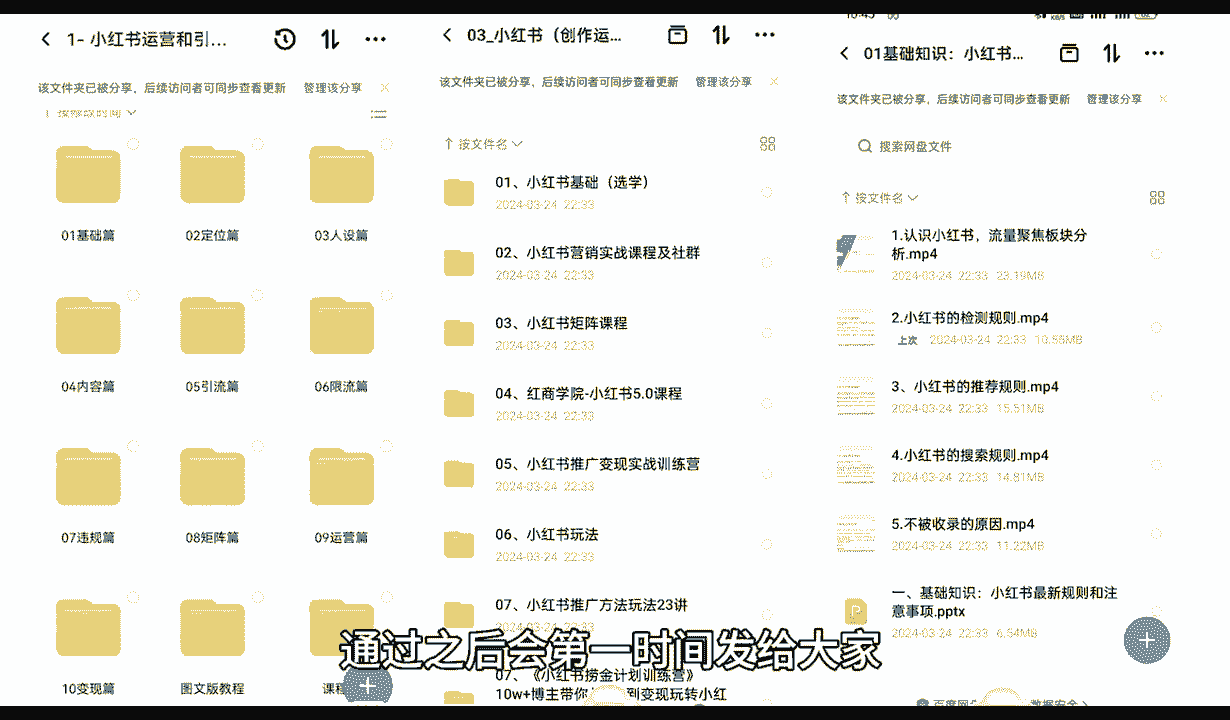 1- 小红书运营和引...
该文件夹已被分享，后续访问者可同步查看更新 管理该分享
按修改时间
01基础篇
02定位篇
03人设篇
04内容篇
05引流篇
06限流篇
07违规篇
08矩阵篇
09运营篇
10变现篇
图文版教程
课程
03_小红书（创作运...
该文件夹已被分享，后续访问者可同步查看更新 管理该分享
按文件名
01、小红书基础（选学）
2024-03-24 22:33
02、小红书营销实战课程及社群
2024-03-24 22:33
03、小红书矩阵课程
2024-03-24 22:33
04、红商学院-小红书5.0课程
2024-03-24 22:33
05、小红书推广变现实战训练营
2024-03-24 22:33
06、小红书玩法
2024-03-24 22:33
07、小红书推广方法玩法23讲
2024-03-24 22:33
07、《小红书捞金计划训练营》
10w+博主带你 到变现玩转小红
01基础知识：小红书...
该文件夹已被分享，后续访问者可同步查看更新 管理该分享
搜索网盘文件
按文件名
1.认识小红书，流量聚焦板块分
析.mp4
2024-03-24 22:33 23.19MB
2.小红书的检测规则.mp4
上次 2024-03-24 22:33 10.55MB
3、小红书的推荐规则.mp4
2024-03-24 22:33 15.51MB
4.小红书的搜索规则.mp4
2024-03-24 22:33 14.81MB
5.不被收录的原因.mp4
2024-03-24 22:33 11.22MB
一、基础知识：小红书最新规则和注
意事项.pptx
2024-03-24 22:33 6.54MB
通过之后会第一时间发给大家